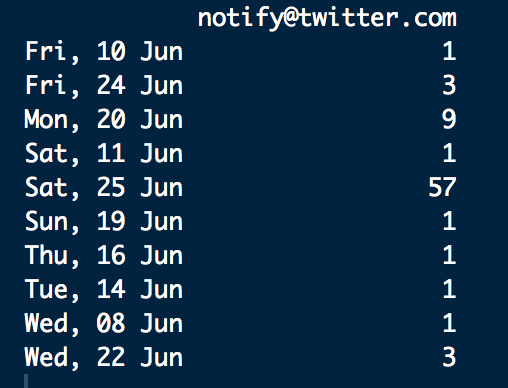 notify@twitter.com
Fri, 10 Jun 1
Fri, 24 Jun 3
Mon, 20 Jun 9
Sat, 11 Jun 1
Sat, 25 Jun 57
Sun, 19 Jun 1
Thu, 16 Jun 1
Tue, 14 Jun 1
Wed, 08 Jun 1
Wed, 22 Jun 3